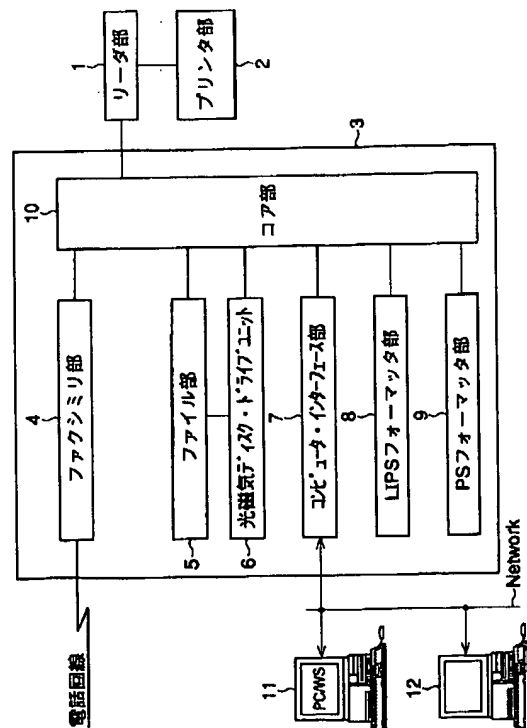 1
リーダ部
プリンタ部
2
3
10
コア部
4
ファクシミリ部
電話回線
5
ファイル部
6
光磁気ディスク・ドライブユニット
7
コンピュータ・インターフェース部
8
LIPSフォーマッタ部
9
PSフォーマッタ部
11
PC/WS
12
Network